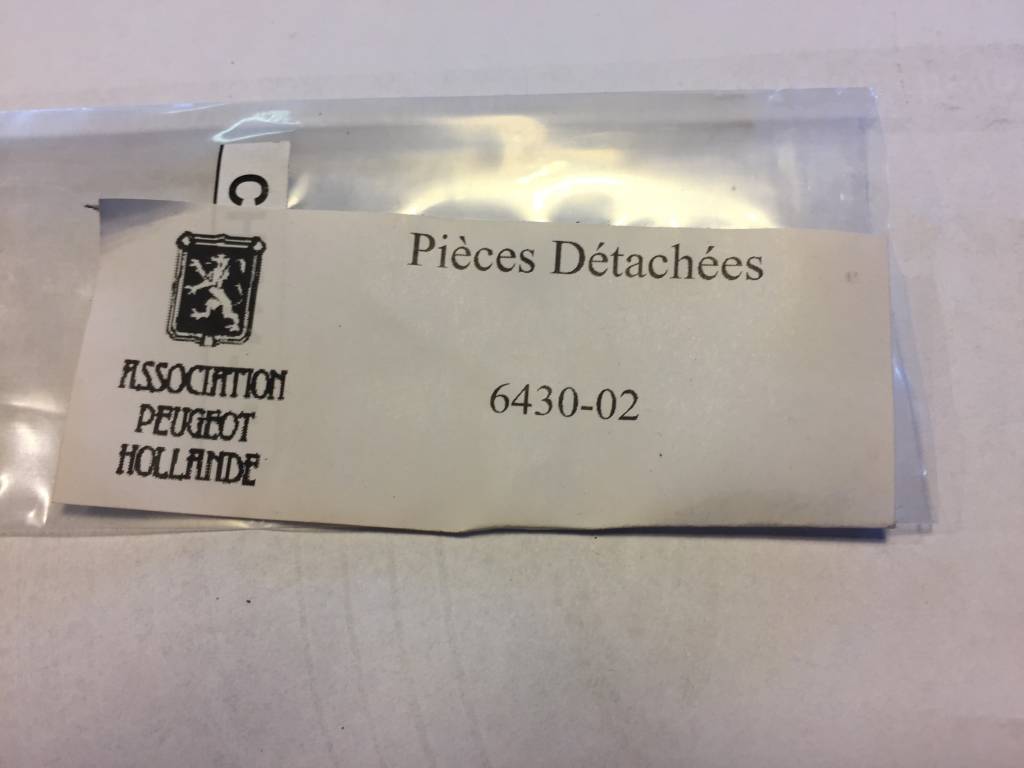 C
Pièces Détachées
6430-02
ASSOCIATION
PEUGEOT
HOLLANDE